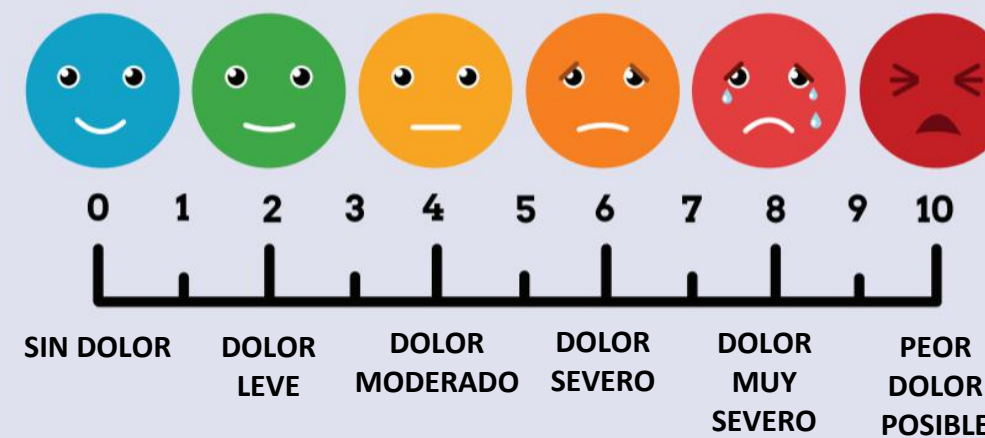 0 1 2 3 4 5 6 7 8 9 10
SIN DOLOR
DOLOR
LEVE
DOLOR
MODERADO
DOLOR
SEVERO
DOLOR
MUY
SEVERO
PEOR
DOLOR
POSIBLE